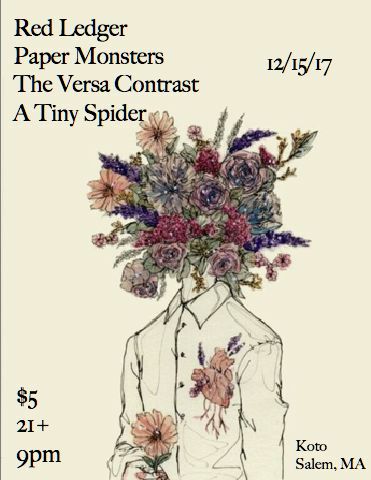 Red Ledger
Paper Monsters
The Versa Contrast
A Tiny Spider
12/15/17
$5
21+
9pm
Koto
Salem, MA